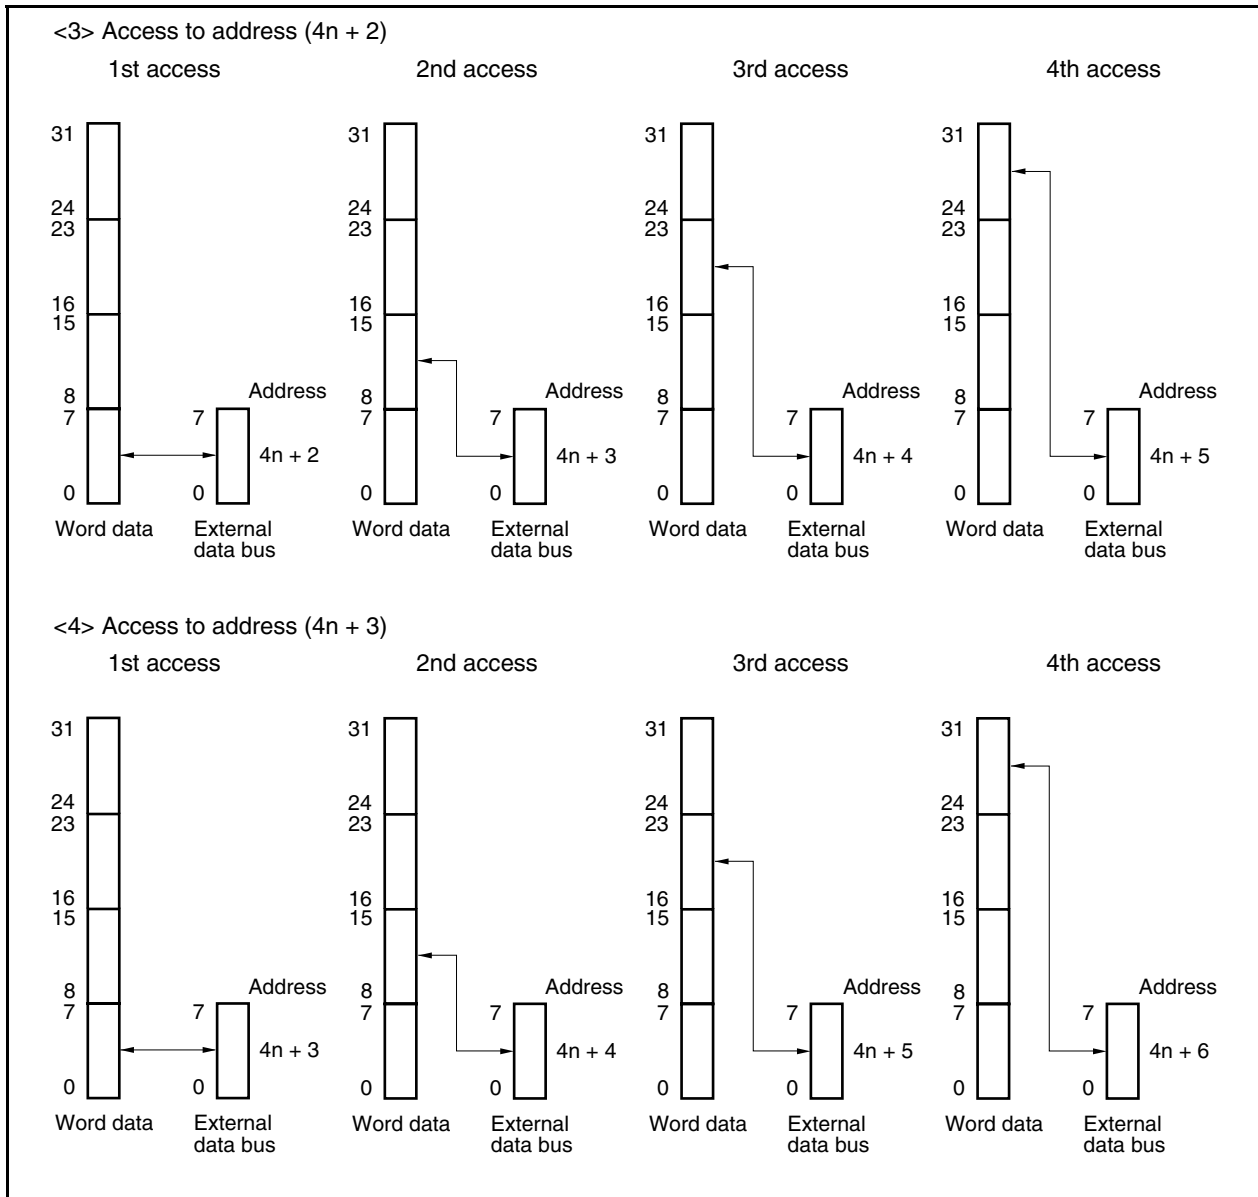 <3> Access to address (4n + 2)
1st access 2nd access 3rd access 4th access
31 31 31 31
24 24 24 24
23 23 23 23
16 16 16 16
15 15 15 15
Address Address Address Address
8 8 8 8
7 7 7 7 7 7 7 7
4n + 2 4n + 3 4n + 4 4n + 5
0 0 0 0 0 0 0 0
Word data External Word data External Word data External Word data External
data bus data bus data bus data bus
<4> Access to address (4n + 3)
1st access 2nd access 3rd access 4th access
31 31 31 31
24 24 24 24
23 23 23 23
16 16 16 16
15 15 15 15
Address Address Address Address
8 8 8 8
7 7 7 7 7 7 7 7
4n + 3 4n + 4 4n + 5 4n + 6
0 0 0 0 0 0 0 0
Word data External Word data External Word data External Word data External
data bus data bus data bus data bus